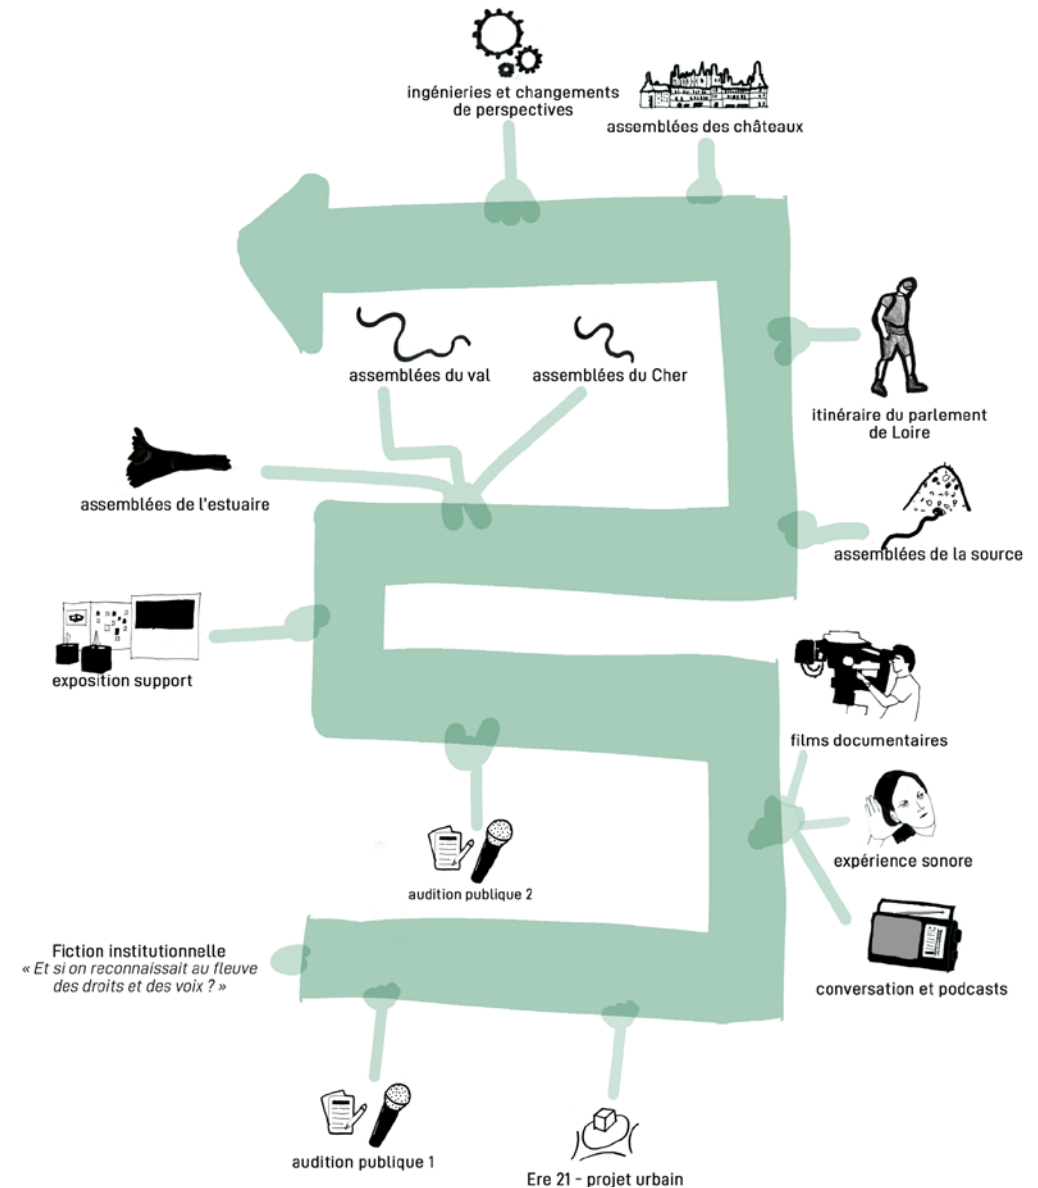 ingénieries et changements
de perspectives
assemblées des châteaux
assemblées du val
assemblées du Cher
itinéraire du parlement
de Loire
assemblées de l'estuaire
assemblées de la source
exposition support
films documentaires
expérience sonore
audition publique 2
Fiction institutionnelle
« Et si on reconnaissait au fleuve
des droits et des voix ? »
conversation et podcasts
audition publique 1
Ere 21 - projet urbain